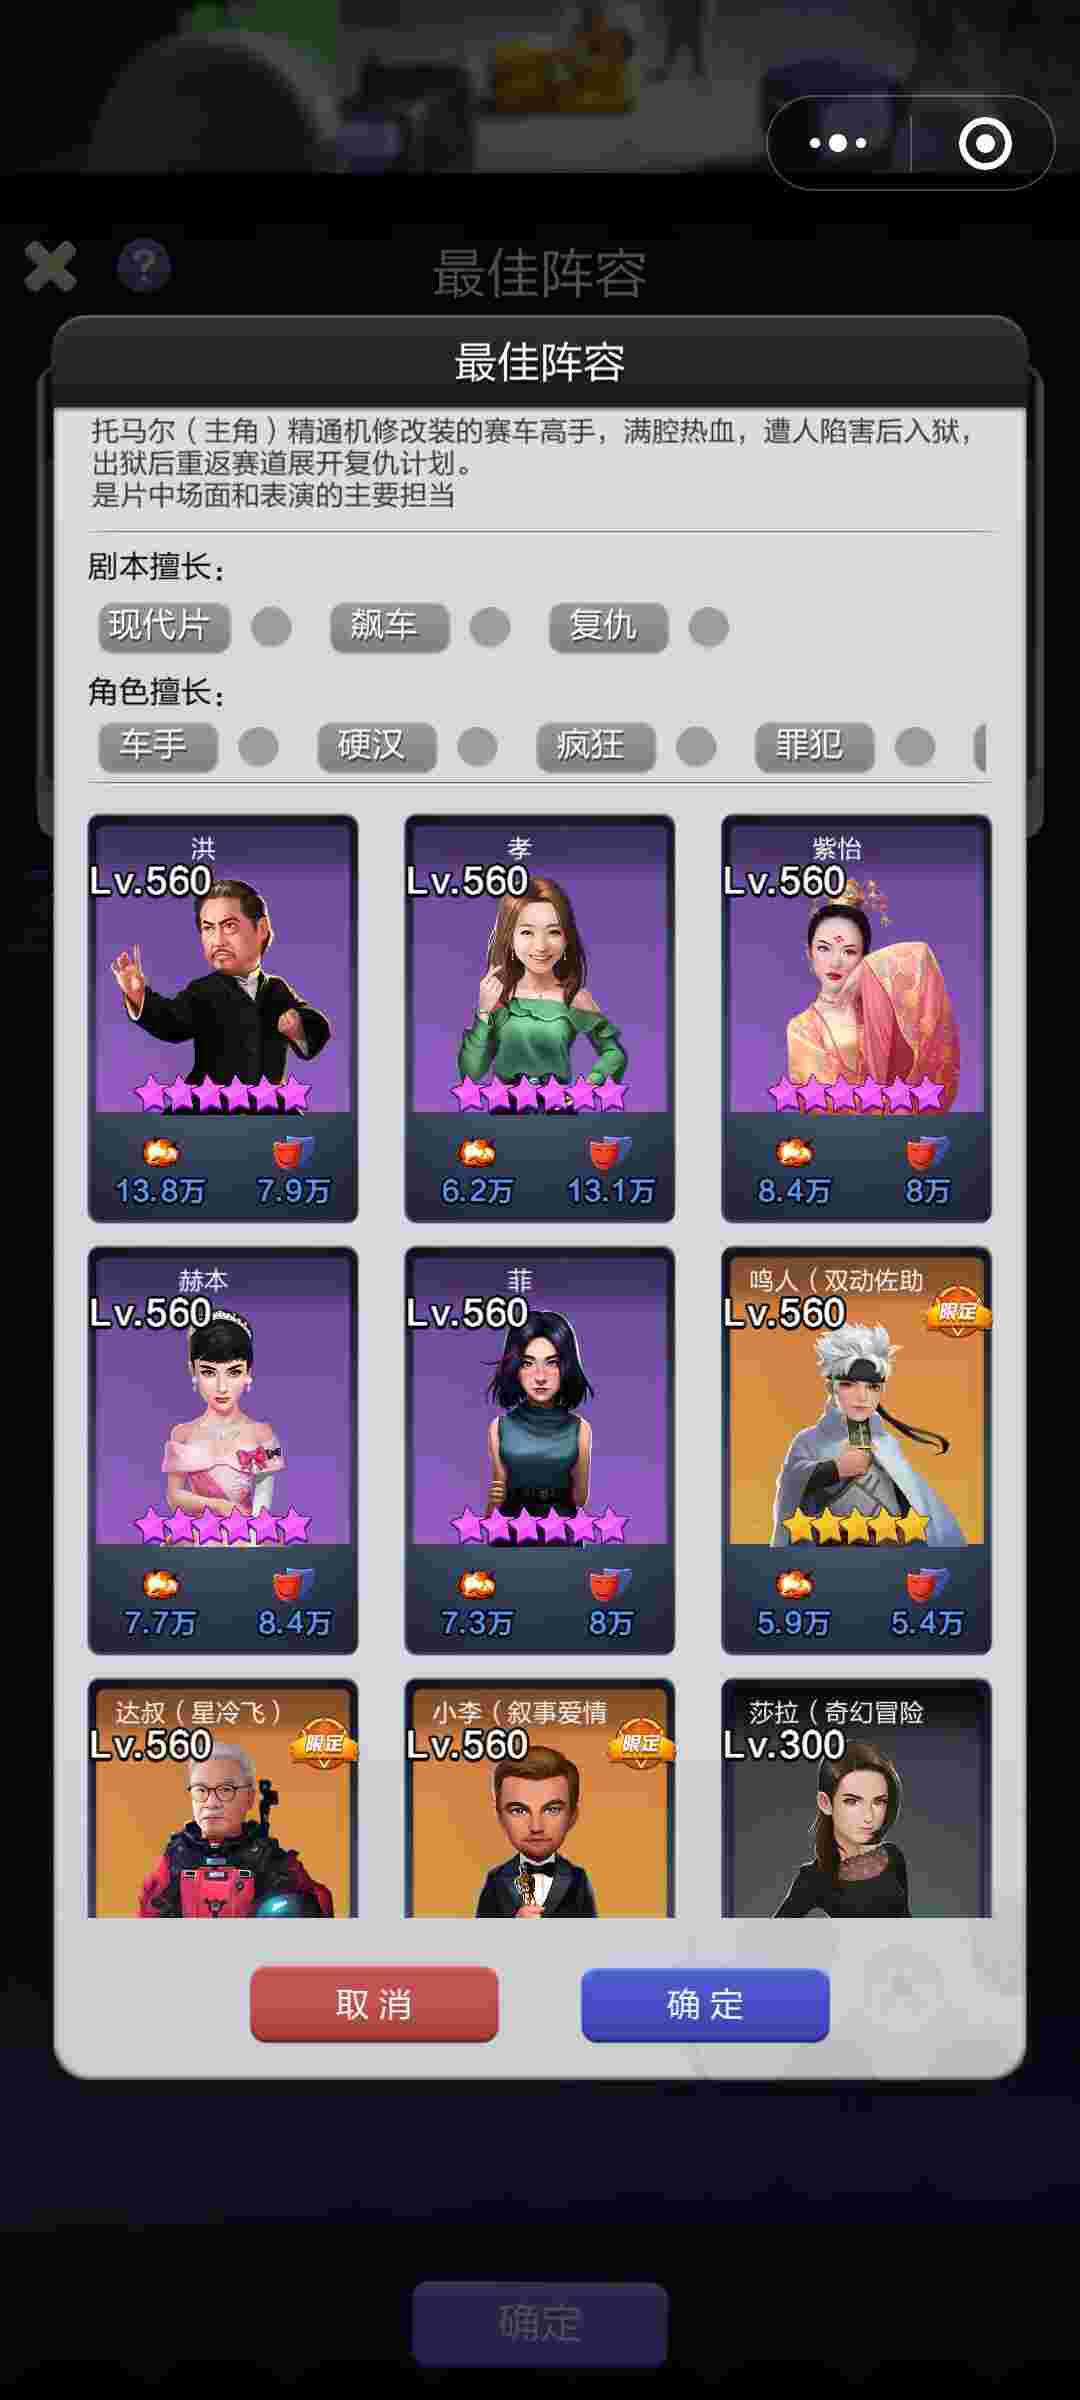 最佳阵容
最佳阵容
托马尔（主角）精通机修改装的赛车高手，满腔热血，遭人陷害后入狱，
出狱后重返赛道展开复仇计划。
是片中场面和表演的主要担当
剧本擅长：
现代片 飙车 复仇
角色擅长：
车手 硬汉 疯狂 罪犯
洪 孝 紫怡
Lv.560 Lv.560 Lv.560
13.8万 7.9万 6.2万 13.1万 8.4万 8万
赫本 菲 鸣人（双动佐助
Lv.560 Lv.560 Lv.560 限定
7.7万 8.4万 7.3万 8万 5.9万 5.4万
达叔（星冷飞） 小李（叙事爱情 莎拉（奇幻冒险
Lv.560 限定 Lv.560 限定 Lv.300
取消 确定
确定